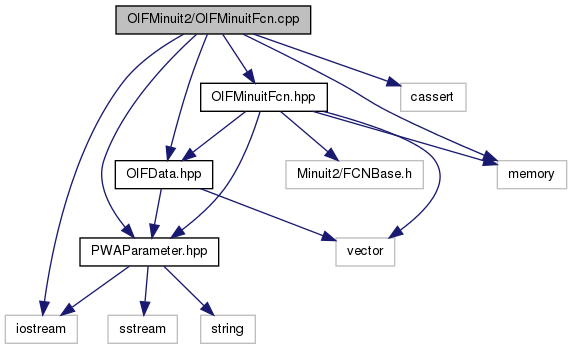 OIFMinuit2/OIFMinuitFcn.cpp
OIFMinuitFcn.hpp
cassert
OIFData.hpp
Minuit2/FCNBase.h
memory
PWAParameter.hpp
vector
iostream
sstream
string